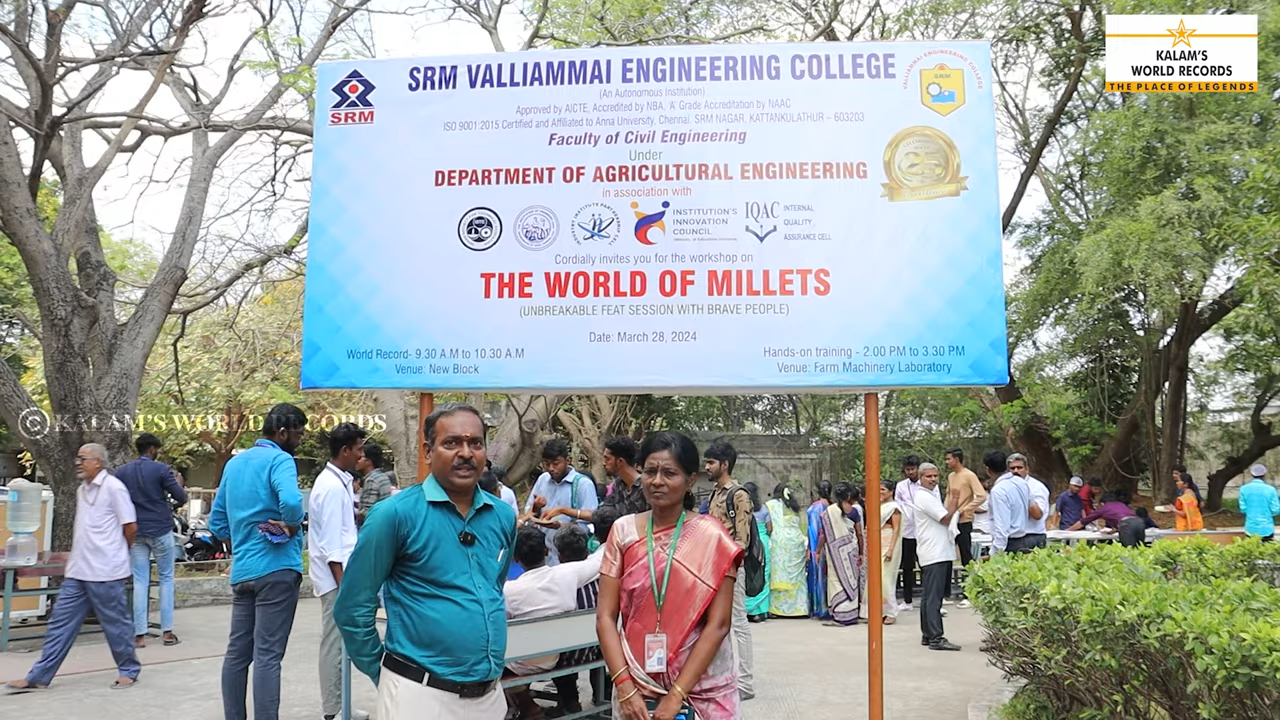 KALAM'S
WORLD RECORDS
THE PLACE OF LEGENDS
SRM VALLIAMMAI ENGINEERING COLLEGE
(An Autonomous Institution)
Approved by AICTE, Accredited by NBA, 'A' Grade Accreditation by NAAC
ISO 9001:2015 Certified and Affiliated to Anna University, Chennai. SRM NAGAR, KATTANKULATHUR – 603203
SRM
SRM
Faculty of Civil Engineering
Under
DEPARTMENT OF AGRICULTURAL ENGINEERING
25
in association with
INSTITUTION'S
INNOVATION
COUNCIL
IQAC
INTERNAL
QUALITY
ASSURANCE CELL
Cordially invites you for the workshop on
THE WORLD OF MILLETS
(UNBREAKABLE FEAT SESSION WITH BRAVE PEOPLE)
Date: March 28, 2024
World Record- 9.30 A.M to 10.30 A.M
Venue: New Block
Hands-on training - 2.00 PM to 3.30 PM
Venue: Farm Machinery Laboratory
© KALAM'S WORLD RECORDS